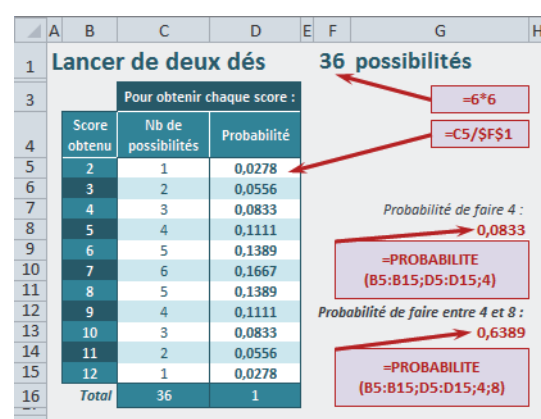 A B C D E F G H
1 Lancer de deux dés 36 possibilités
3 Pour obtenir chaque score :
=6*6
4 Score obtenu Nb de possibilités Probabilité
=C5/$F$1
5 2 1 0,0278
6 3 2 0,0556
7 4 3 0,0833 Probabilité de faire 4 :
8 5 4 0,1111 0,0833
9 6 5 0,1389
10 7 6 0,1667
11 8 5 0,1389
=PROBABILITE
(B5:B15;D5:D15;4)
12 9 4 0,1111 Probabilité de faire entre 4 et 8 :
13 10 3 0,0833 0,6389
14 11 2 0,0556
15 12 1 0,0278
=PROBABILITE
(B5:B15;D5:D15;4;8)
16 Total 36 1